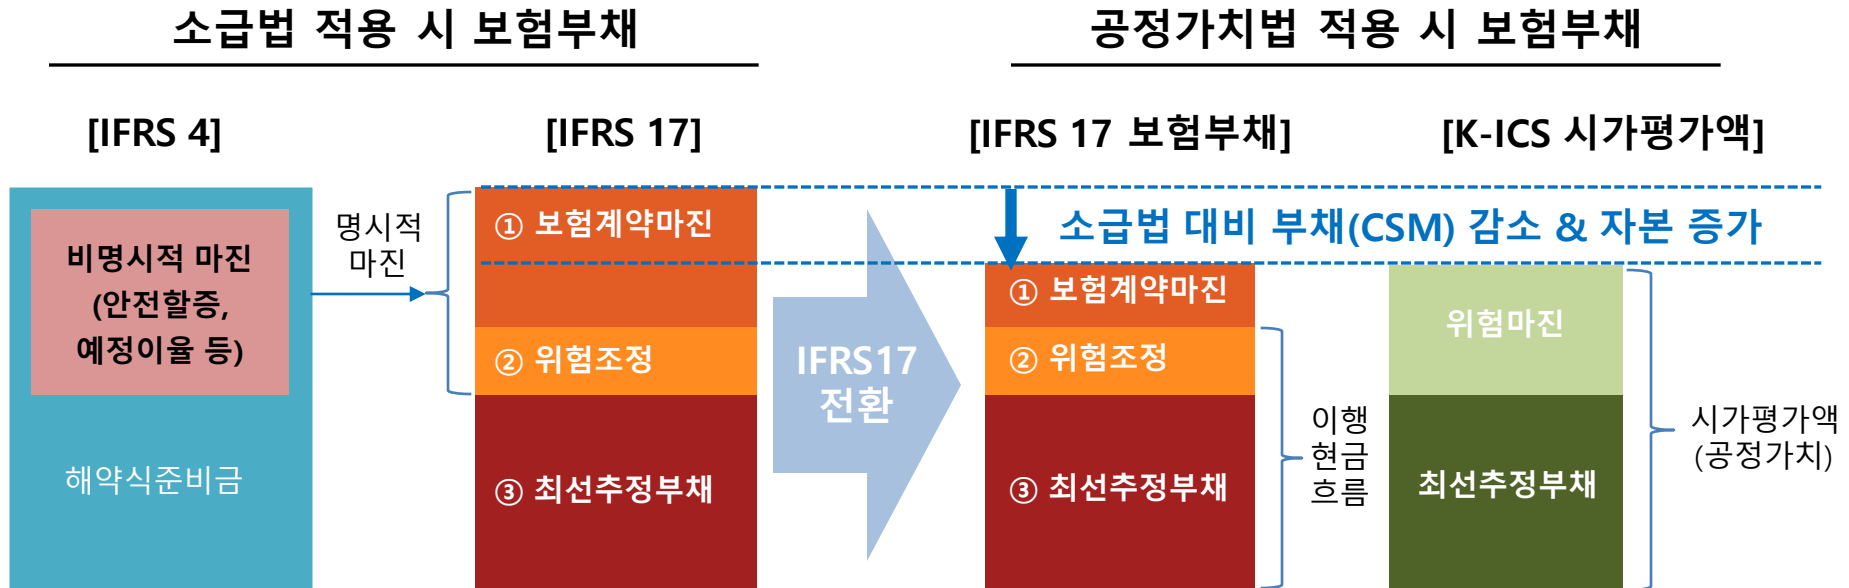 소급법 적용 시 보험부채
공정가치법 적용 시 보험부채
[IFRS 4]
[IFRS 17]
[IFRS 17 보험부채]
[K-ICS 시가평가액]
비명시적 마진
(안전할증,
예정이율 등)
해약식준비금
명시적
마진
① 보험계약마진
② 위험조정
③ 최선추정부채
IFRS17
전환
소급법 대비 부채(CSM) 감소 & 자본 증가
① 보험계약마진
② 위험조정
③ 최선추정부채
이행
현금
흐름
위험마진
최선추정부채
시가평가액
(공정가치)